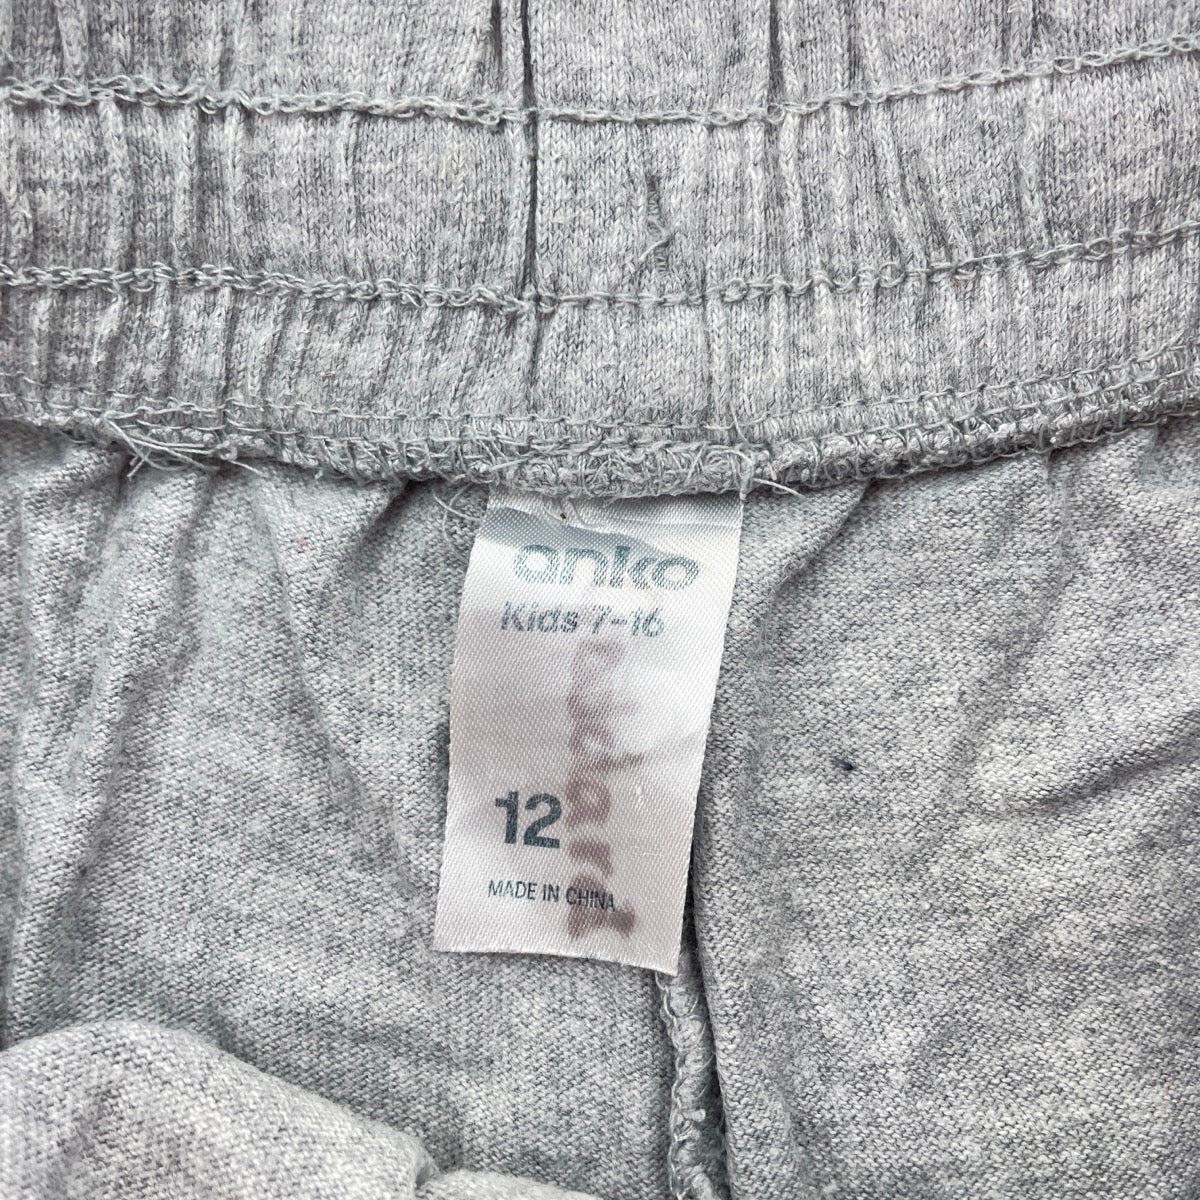 anko
Kids 7-16
12
MADE IN CHINA